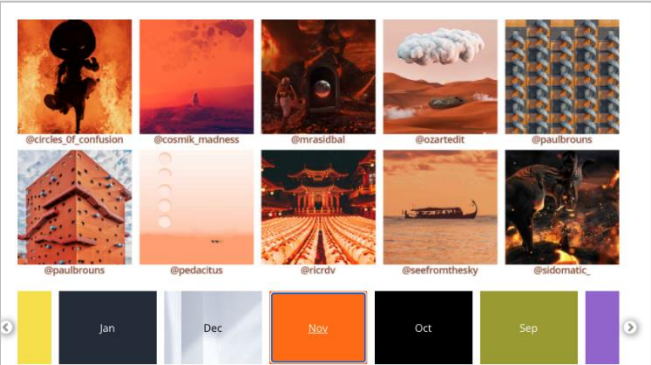 @circles_0f_confusion @cosmik_madness @mrasidbal @ozartedit @paulbrouns
@paulbrouns @pedacitus @ricrdv @seefromthesky @sidomatic_
Jan Dec Nov Oct Sep